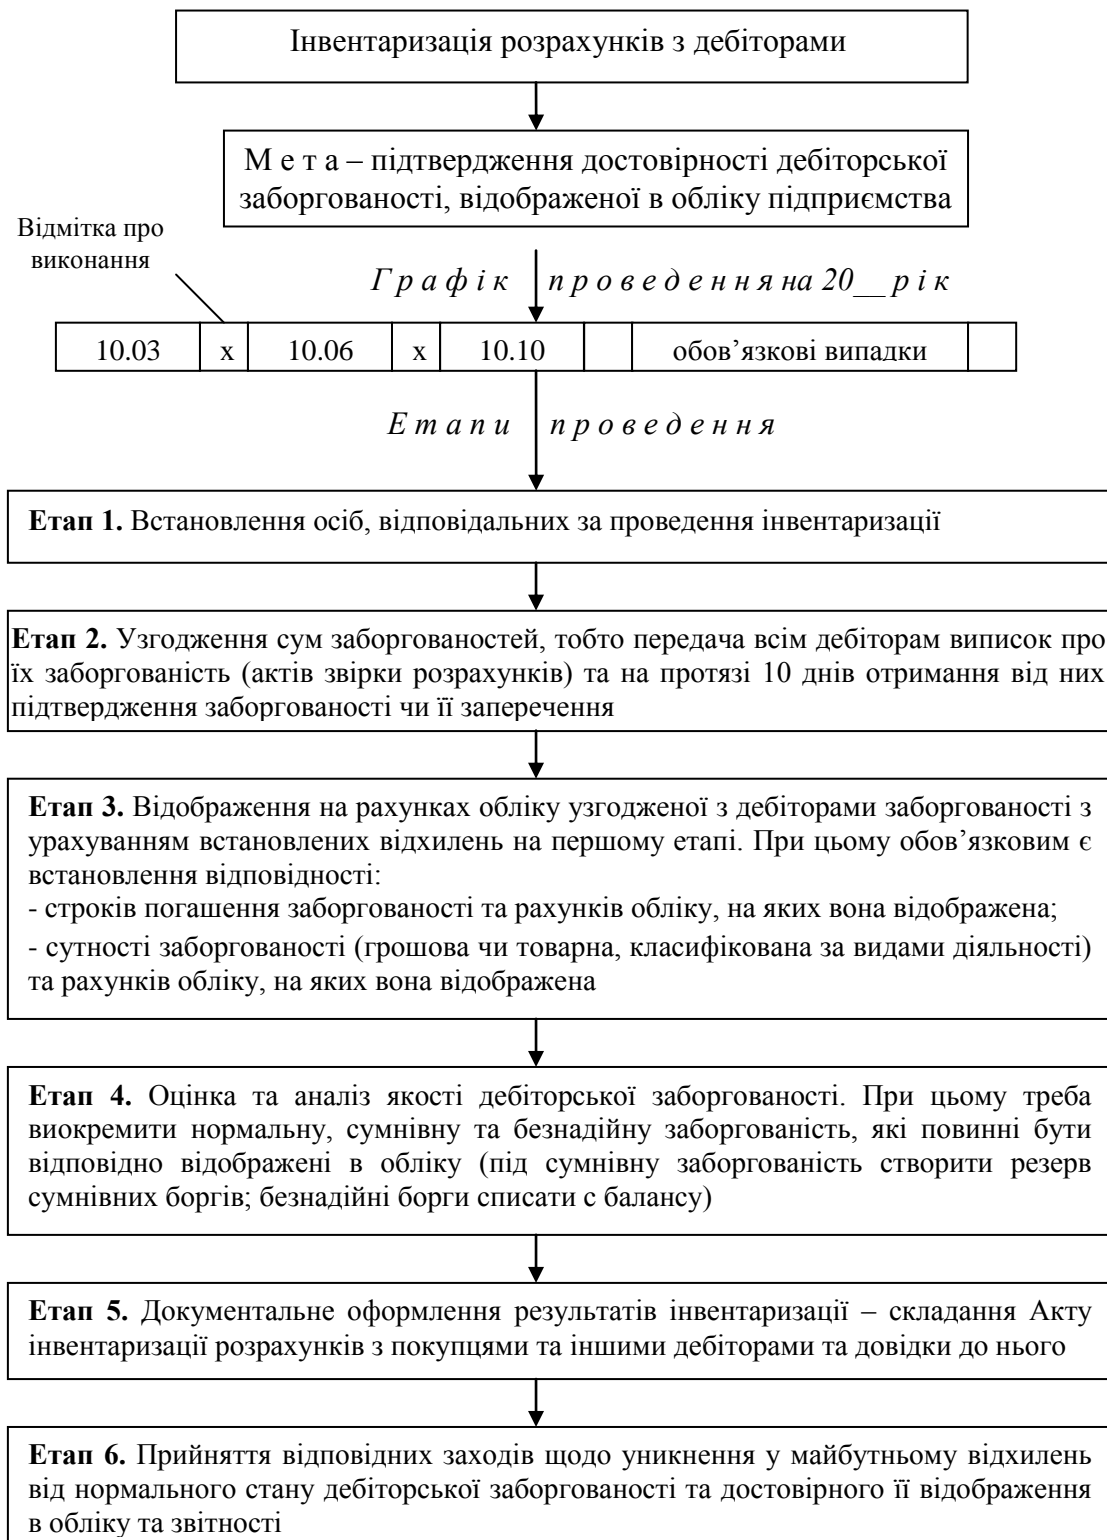 Інвентаризація розрахунків з дебіторами
М е т а – підтвердження достовірності дебіторської
заборгованості, відображеної в обліку підприємства
Відмітка про
виконання
Г р а ф і к п р о в е д е н н я на 20__ р і к
10.03 х 10.06 х 10.10 обов’язкові випадки
Е т а п и п р о в е д е н н я
Етап 1. Встановлення осіб, відповідальних за проведення інвентаризації
Етап 2. Узгодження сум заборгованостей, тобто передача всім дебіторам виписок про
їх заборгованість (актів звірки розрахунків) та на протязі 10 днів отримання від них
підтвердження заборгованості чи її заперечення
Етап 3. Відображення на рахунках обліку узгодженої з дебіторами заборгованості з
урахуванням встановлених відхилень на першому етапі. При цьому обов’язковим є
встановлення відповідності:
- строків погашення заборгованості та рахунків обліку, на яких вона відображена;
- сутності заборгованості (грошова чи товарна, класифікована за видами діяльності)
та рахунків обліку, на яких вона відображена
Етап 4. Оцінка та аналіз якості дебіторської заборгованості. При цьому треба
виокремити нормальну, сумнівну та безнадійну заборгованість, які повинні бути
відповідно відображені в обліку (під сумнівну заборгованість створити резерв
сумнівних боргів; безнадійні борги списати с балансу)
Етап 5. Документальне оформлення результатів інвентаризації – складання Акту
інвентаризації розрахунків з покупцями та іншими дебіторами та довідки до нього
Етап 6. Прийняття відповідних заходів щодо уникнення у майбутньому відхилень
від нормального стану дебіторської заборгованості та достовірного її відображення
в обліку та звітності